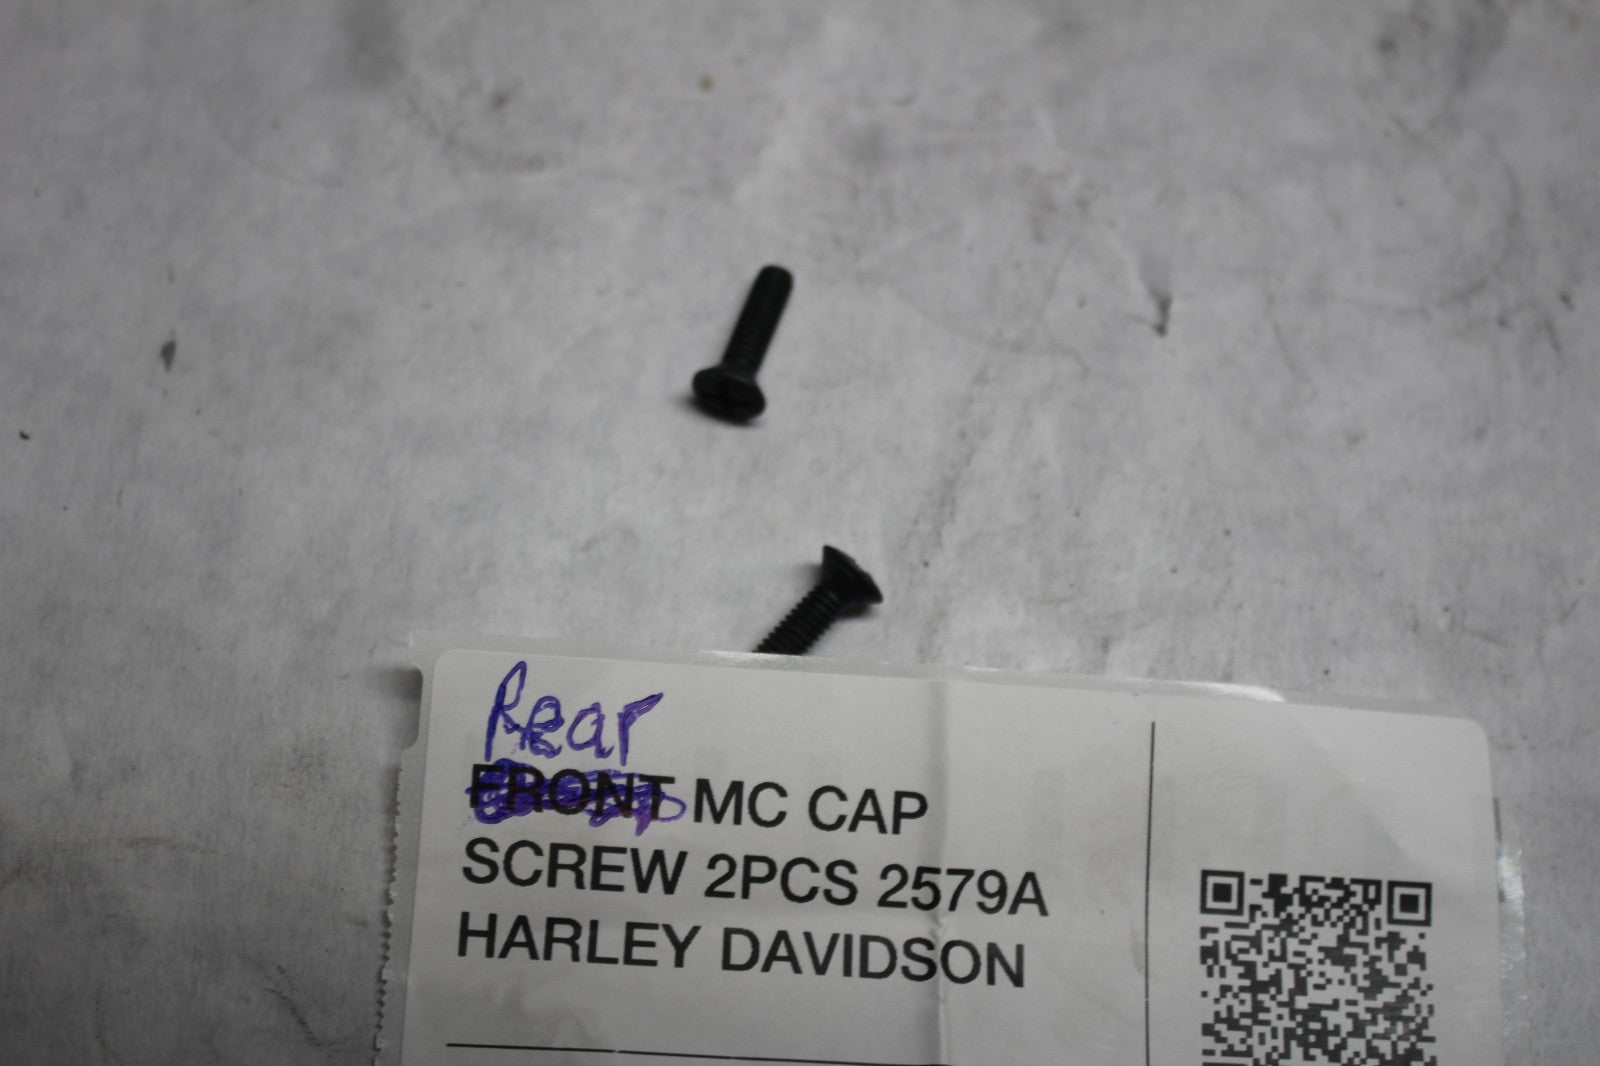 Rear
FRONT MC CAP
SCREW 2PCS 2579A
HARLEY DAVIDSON